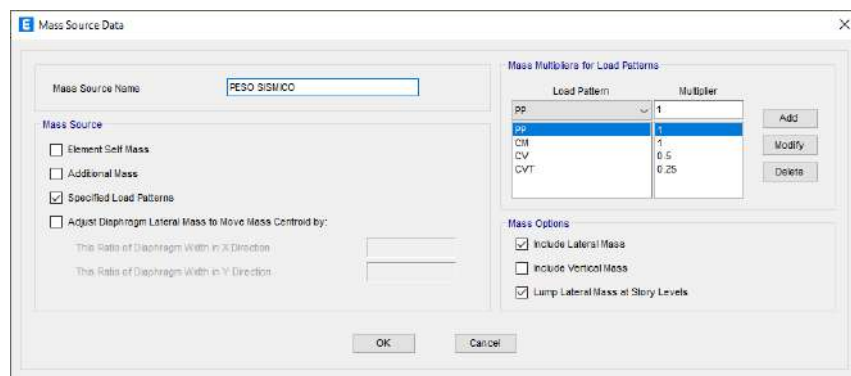 E Mass Source Data
Mass Source Name PESO SISMICO
Mass Source
Element Self Mass
Additional Mass
Specified Load Patterns
Adjust Diaphragm Lateral Mass to Move Mass Centroid by:
This Ratio of Diaphragm Width in X Direction
This Ratio of Diaphragm Width in Y Direction
Mass Multipliers for Load Patterns
Load Pattern Multiplier
PP 1
PP 1
CM 1
CV 0.5
CVT 0.25
Add
Modify
Delete
Mass Options
Include Lateral Mass
Include Vertical Mass
Lump Lateral Mass at Story Levels
OK Cancel